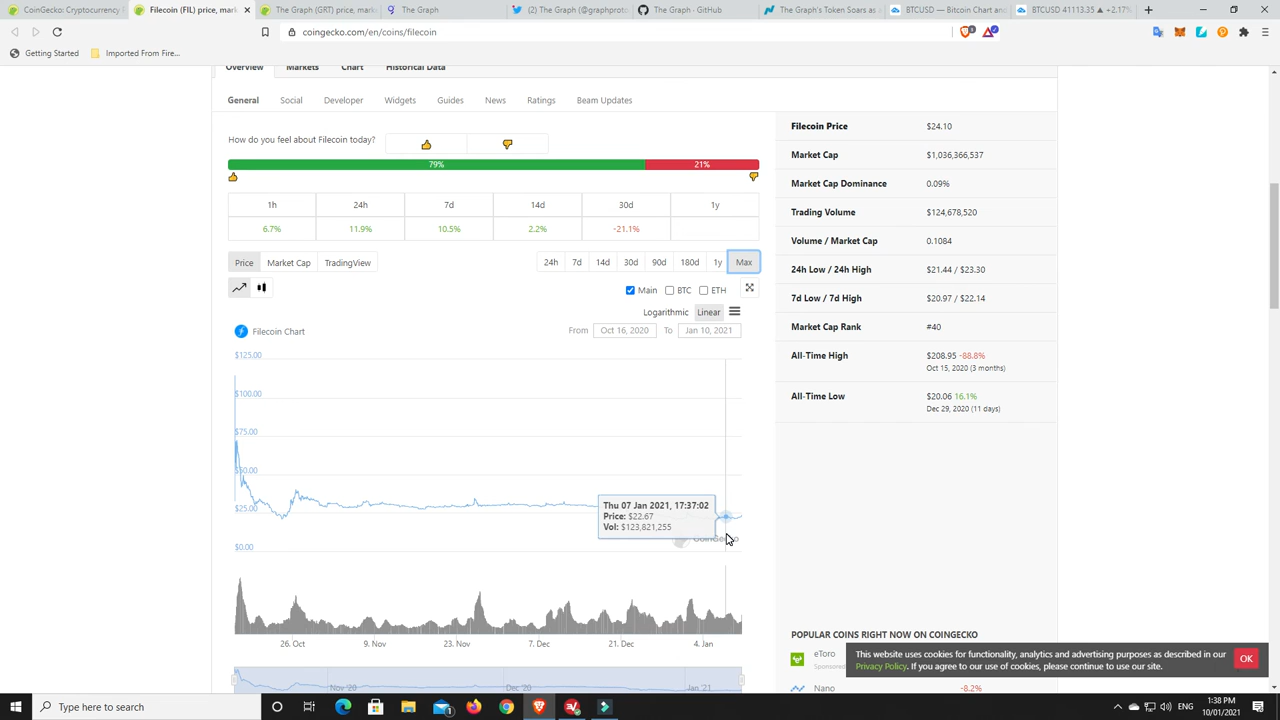 CoinGecko: Cryptocurrency F
Filecoin (FIL) price, mark
The Graph (GRT) price, mark
The Graph
(2) The Graph (@graphprotoc
The Graph · GitHub
The Graph's Token Soars as a
BTCUSD — Bitcoin Chart and
BTCUSD 41113.35 ▲ +2.17%
coingecko.com/en/coins/filecoin
Getting Started
Imported From Fire...
Overview
Markets
Chart
Historical Data
General
Social
Developer
Widgets
Guides
News
Ratings
Beam Updates
How do you feel about Filecoin today?
79%
21%
1h 24h 7d 14d 30d 1y
6.7% 11.9% 10.5% 2.2% -21.1%
Price
Market Cap
TradingView
24h 7d 14d 30d 90d 180d 1y Max
Main BTC ETH
Logarithmic Linear
Filecoin Chart
From Oct 16, 2020 To Jan 10, 2021
$125.00
$100.00
$75.00
$50.00
$25.00
$0.00
Thu 07 Jan 2021, 17:37:02
Price: $22.67
Vol: $123,821,255
CoinGecko
26. Oct 9. Nov 23. Nov 7. Dec 21. Dec 4. Jan
Nov '20 Dec '20 Jan '21
Filecoin Price $24.10
Market Cap $1,036,366,537
Market Cap Dominance 0.09%
Trading Volume $124,678,520
Volume / Market Cap 0.1084
24h Low / 24h High $21.44 / $23.30
7d Low / 7d High $20.97 / $22.14
Market Cap Rank #40
All-Time High $208.95 -88.8%
Oct 15, 2020 (3 months)
All-Time Low $20.06 16.1%
Dec 29, 2020 (11 days)
POPULAR COINS RIGHT NOW ON COINGECKO
eToro
Sponsored
Nano -8.2%
This website uses cookies for functionality, analytics and advertising purposes as described in our
Privacy Policy. If you agree to our use of cookies, please continue to use our site.
OK
Type here to search
ENG
1:38 PM
10/01/2021